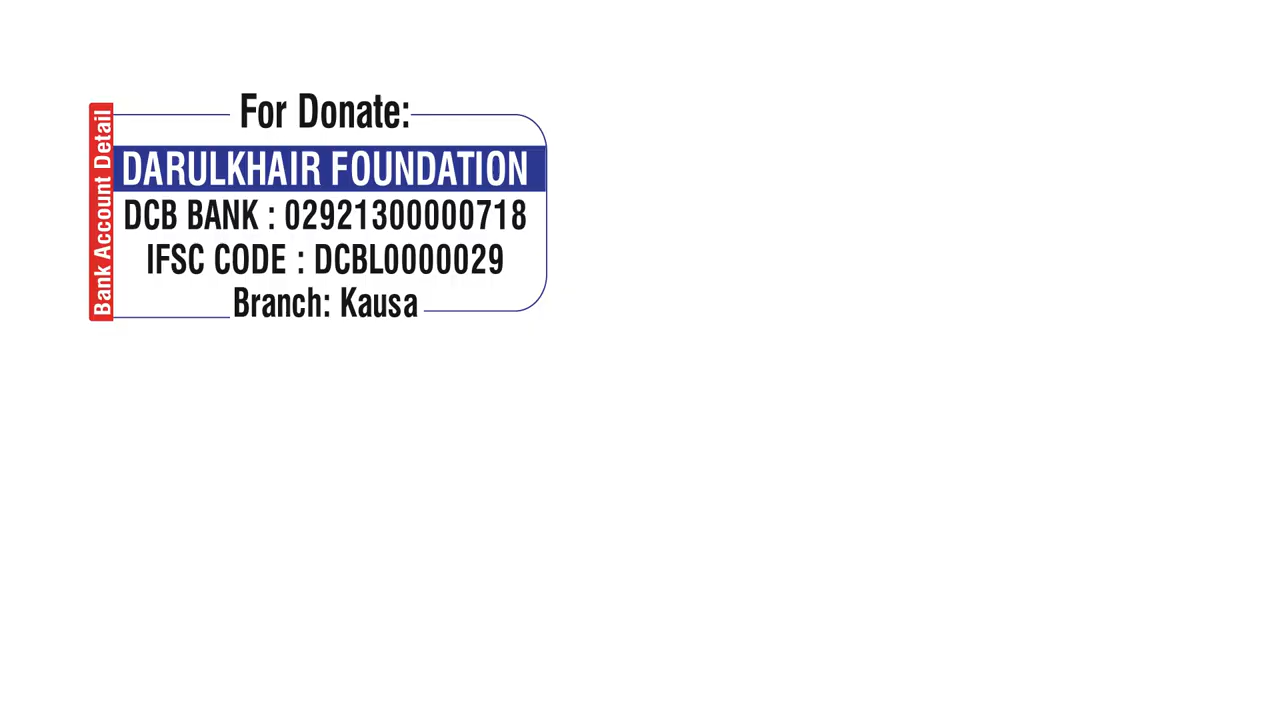 For Donate:
Bank Account Detail
DARULKHAIR FOUNDATION
DCB BANK : 02921300000718
IFSC CODE : DCBL0000029
Branch: Kausa